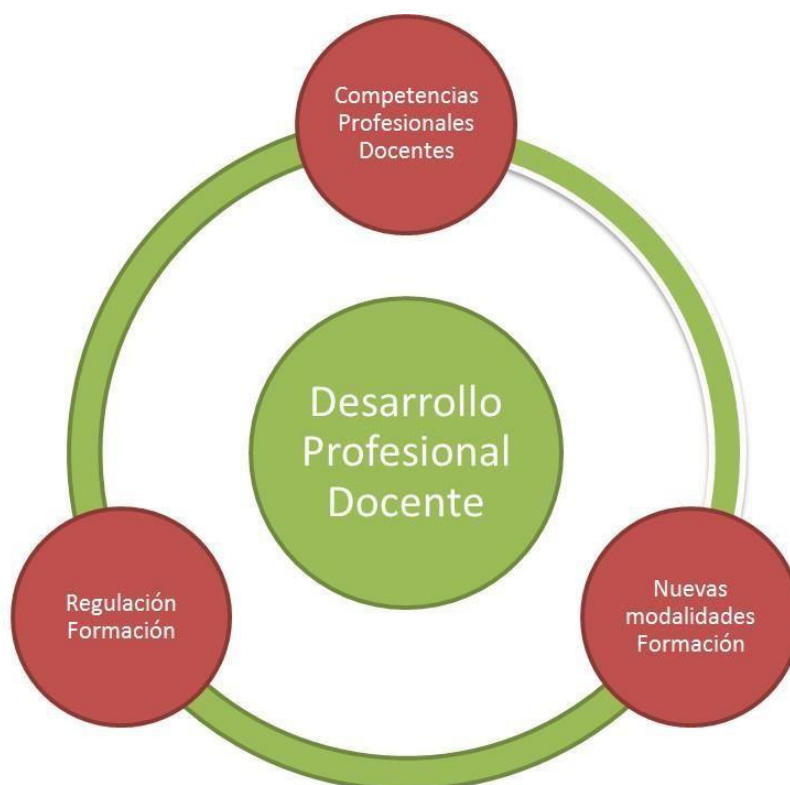 Competencias
Profesionales
Docentes
Desarrollo
Profesional
Docente
Regulación
Formación
Nuevas
modalidades
Formación